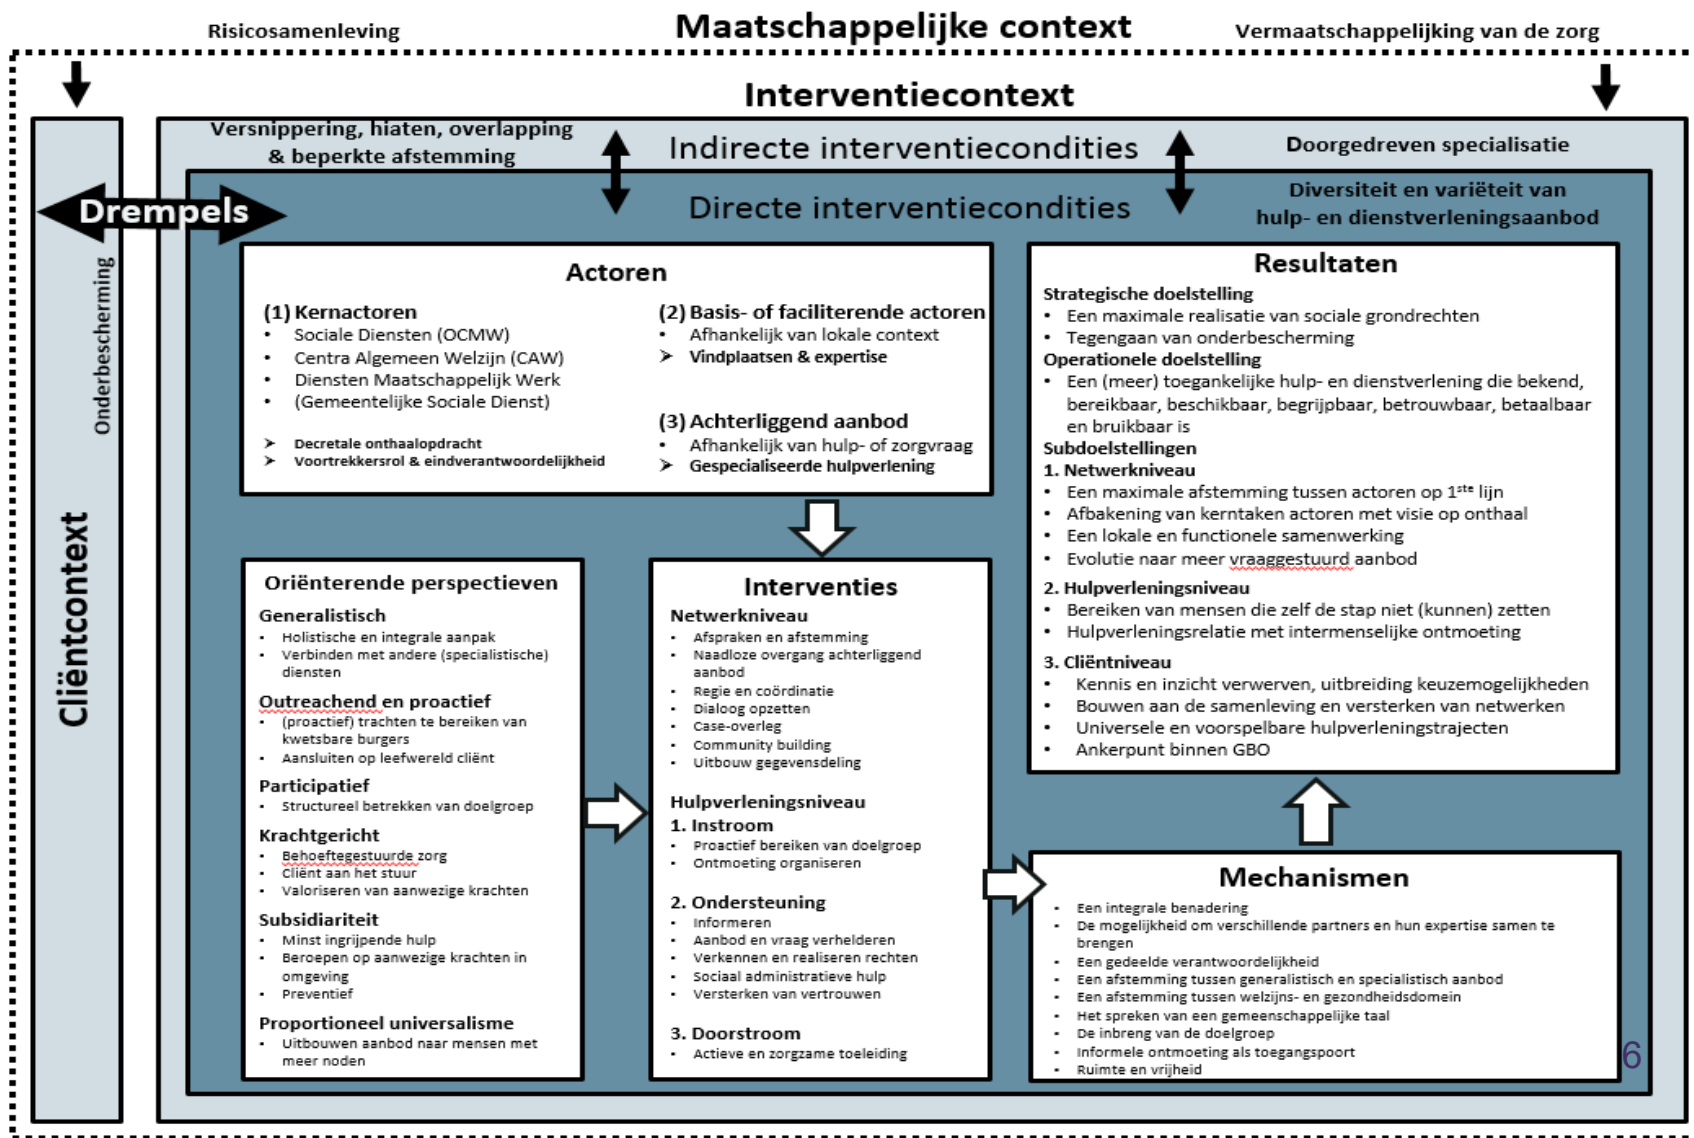 Risicosamenleving
Maatschappelijke context
Vermaatschappelijking van de zorg
Interventiecontext
Versnippering, hiaten, overlapping
& beperkte afstemming
Indirecte interventiecondities
Doorgedreven specialisatie
Drempels
Directe interventiecondities
Diversiteit en variëteit van
hulp- en dienstverleningsaanbod
Onderbescherming
Cliëntcontext
Actoren
(1) Kernactoren
• Sociale Diensten (OCMW)
• Centra Algemeen Welzijn (CAW)
• Diensten Maatschappelijk Werk
• (Gemeentelijke Sociale Dienst)
➤ Decretale onthaalopdracht
➤ Voortrekkersrol & eindverantwoordelijkheid
(2) Basis- of faciliterende actoren
• Afhankelijk van lokale context
➤ Vindplaatsen & expertise
(3) Achterliggend aanbod
• Afhankelijk van hulp- of zorgvraag
➤ Gespecialiseerde hulpverlening
Resultaten
Strategische doelstelling
• Een maximale realisatie van sociale grondrechten
• Tegengaan van onderbescherming
Operationele doelstelling
• Een (meer) toegankelijke hulp- en dienstverlening die bekend,
bereikbaar, beschikbaar, begrijpbaar, betrouwbaar, betaalbaar
en bruikbaar is
Subdoelstellingen
1. Netwerkniveau
• Een maximale afstemming tussen actoren op 1ste lijn
• Afbakening van kerntaken actoren met visie op onthaal
• Een lokale en functionele samenwerking
• Evolutie naar meer vraaggestuurd aanbod
2. Hulpverleningsniveau
• Bereiken van mensen die zelf de stap niet (kunnen) zetten
• Hulpverleningsrelatie met intermenselijke ontmoeting
3. Cliëntniveau
• Kennis en inzicht verwerven, uitbreiding keuzemogelijkheden
• Bouwen aan de samenleving en versterken van netwerken
• Universele en voorspelbare hulpverleningstrajecten
• Ankerpunt binnen GBO
Oriënterende perspectieven
Generalistisch
• Holistische en integrale aanpak
• Verbinden met andere (specialistische)
diensten
Outreachend en proactief
• (proactief) trachten te bereiken van
kwetsbare burgers
• Aansluiten op leefwereld cliënt
Participatief
• Structureel betrekken van doelgroep
Krachtgericht
• Behoeftegestuurde zorg
• Cliënt aan het stuur
• Valoriseren van aanwezige krachten
Subsidiariteit
• Minst ingrijpende hulp
• Beroepen op aanwezige krachten in
omgeving
• Preventief
Proportioneel universalisme
• Uitbouwen aanbod naar mensen met
meer noden
Interventies
Netwerkniveau
• Afspraken en afstemming
• Naadloze overgang achterliggend
aanbod
• Regie en coördinatie
• Dialoog opzetten
• Case-overleg
• Community building
• Uitbouw gegevensdeling
Hulpverleningsniveau
1. Instroom
• Proactief bereiken van doelgroep
• Ontmoeting organiseren
2. Ondersteuning
• Informeren
• Aanbod en vraag verhelderen
• Verkennen en realiseren rechten
• Sociaal administratieve hulp
• Versterken van vertrouwen
3. Doorstroom
• Actieve en zorgzame toeleiding
Mechanismen
• Een integrale benadering
• De mogelijkheid om verschillende partners en hun expertise samen te
brengen
• Een gedeelde verantwoordelijkheid
• Een afstemming tussen generalistisch en specialistisch aanbod
• Een afstemming tussen welzijns- en gezondheidsdomein
• Het spreken van een gemeenschappelijke taal
• De inbreng van de doelgroep
• Informele ontmoeting als toegangspoort
• Ruimte en vrijheid
6